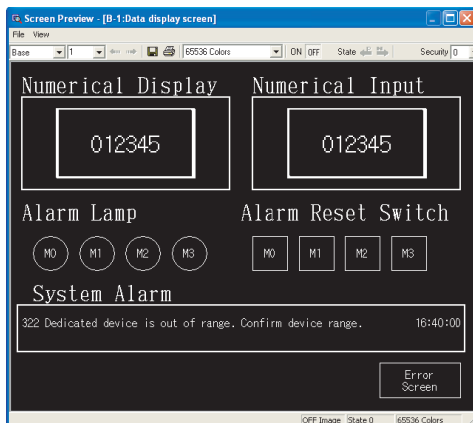 Screen Preview - [B-1:Data display screen]
File View
Base 1 65536 Colors ON OFF State Security 0
Numerical Display Numerical Input
012345 012345
Alarm Lamp Alarm Reset Switch
M0 M1 M2 M3 M0 M1 M2 M3
System Alarm
322 Dedicated device is out of range. Confirm device range. 16:40:00
Error
Screen
OFF Image State 0 65536 Colors